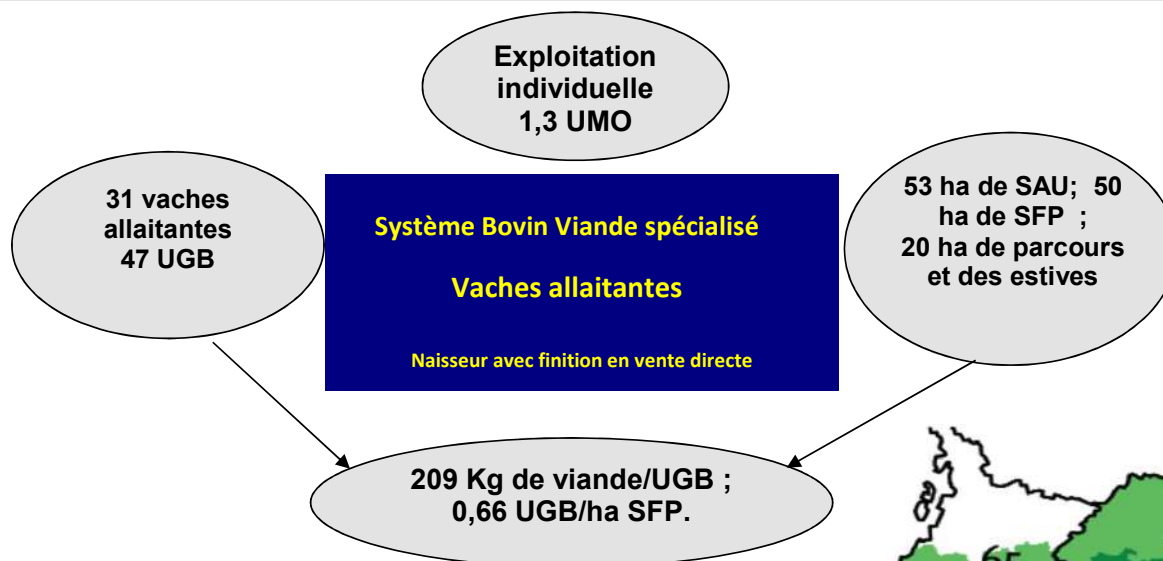 Exploitation
individuelle
1,3 UMO
31 vaches
allaitantes
47 UGB
Système Bovin Viande spécialisé
Vaches allaitantes
Naisseur avec finition en vente directe
53 ha de SAU; 50
ha de SFP ;
20 ha de parcours
et des estives
209 Kg de viande/UGB ;
0,66 UGB/ha SFP.